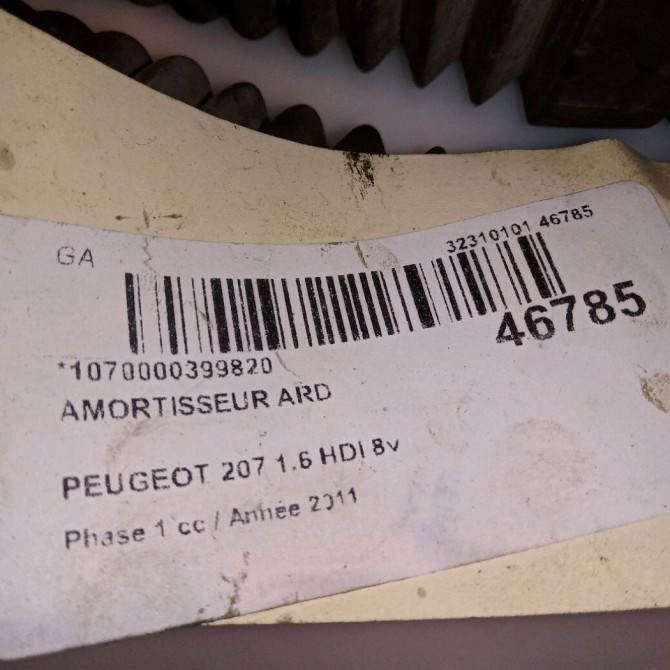 GA
32310101 46785
46785
*1070000399820
AMORTISSEUR ARD
PEUGEOT 207 1.6 HDI 8v
Phase 1 cc / Année 2011